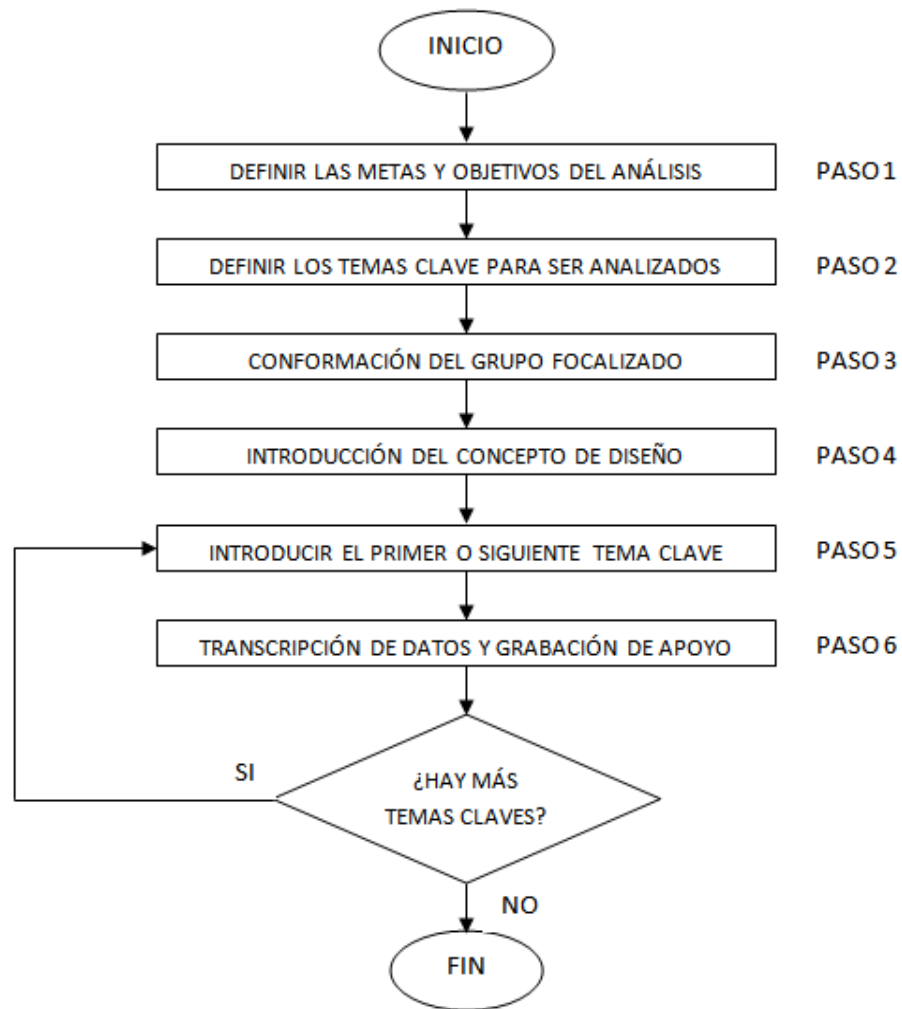 INICIO
DEFINIR LAS METAS Y OBJETIVOS DEL ANÁLISIS PASO 1
DEFINIR LOS TEMAS CLAVE PARA SER ANALIZADOS PASO 2
CONFORMACIÓN DEL GRUPO FOCALIZADO PASO 3
INTRODUCCIÓN DEL CONCEPTO DE DISEÑO PASO 4
INTRODUCIR EL PRIMER O SIGUIENTE TEMA CLAVE PASO 5
TRANSCRIPCIÓN DE DATOS Y GRABACIÓN DE APOYO PASO 6
SI
¿HAY MÁS
TEMAS CLAVES?
NO
FIN